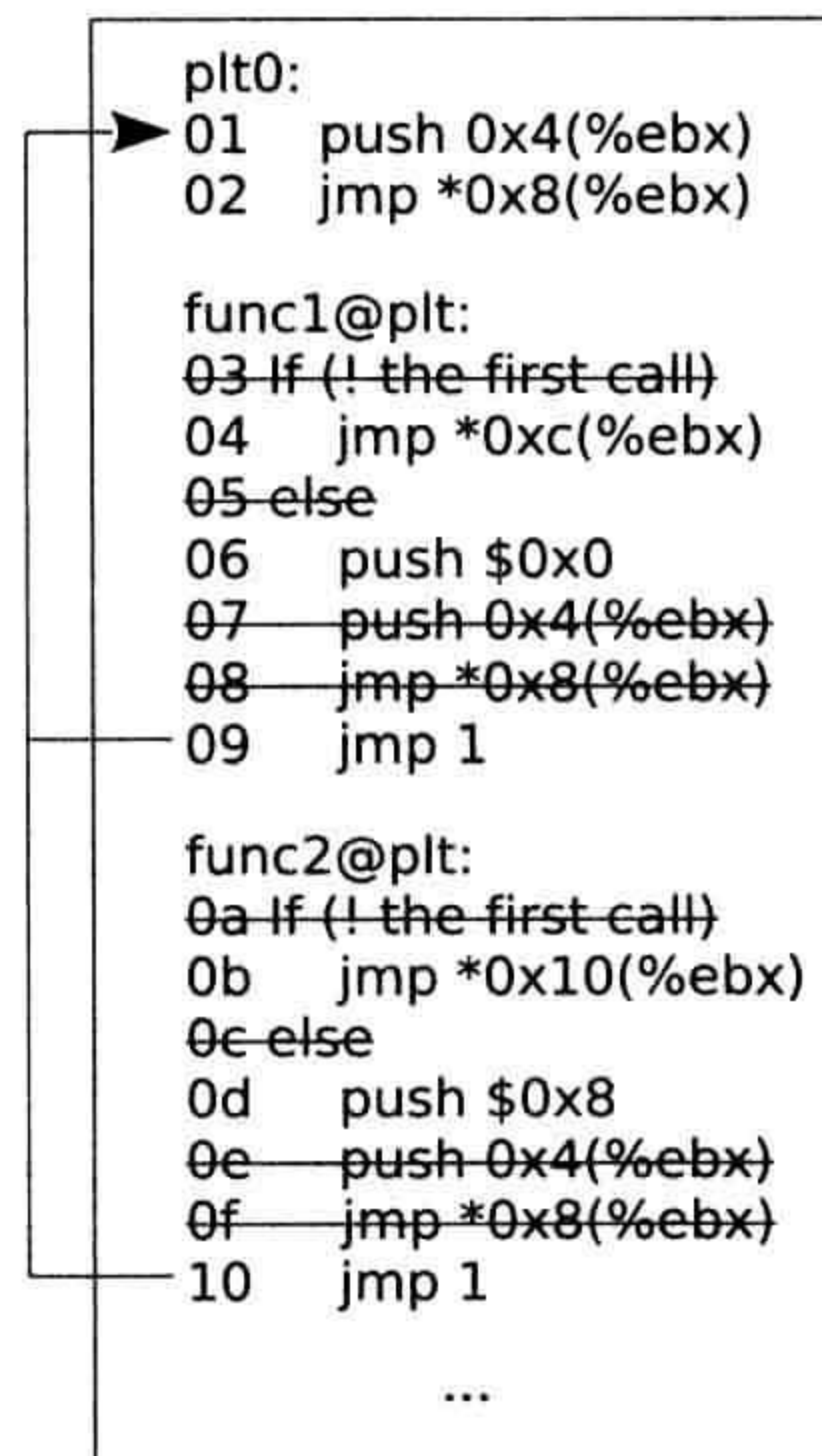 plt0:
01 push 0x4(%ebx)
02 jmp *0x8(%ebx)
func1@plt:
03 If (! the first call)
04 jmp *0xc(%ebx)
05 else
06 push $0x0
07 push 0x4(%ebx)
08 jmp *0x8(%ebx)
09 jmp 1
func2@plt:
0a If (! the first call)
0b jmp *0x10(%ebx)
0c else
0d push $0x8
0e push 0x4(%ebx)
0f jmp *0x8(%ebx)
10 jmp 1
...